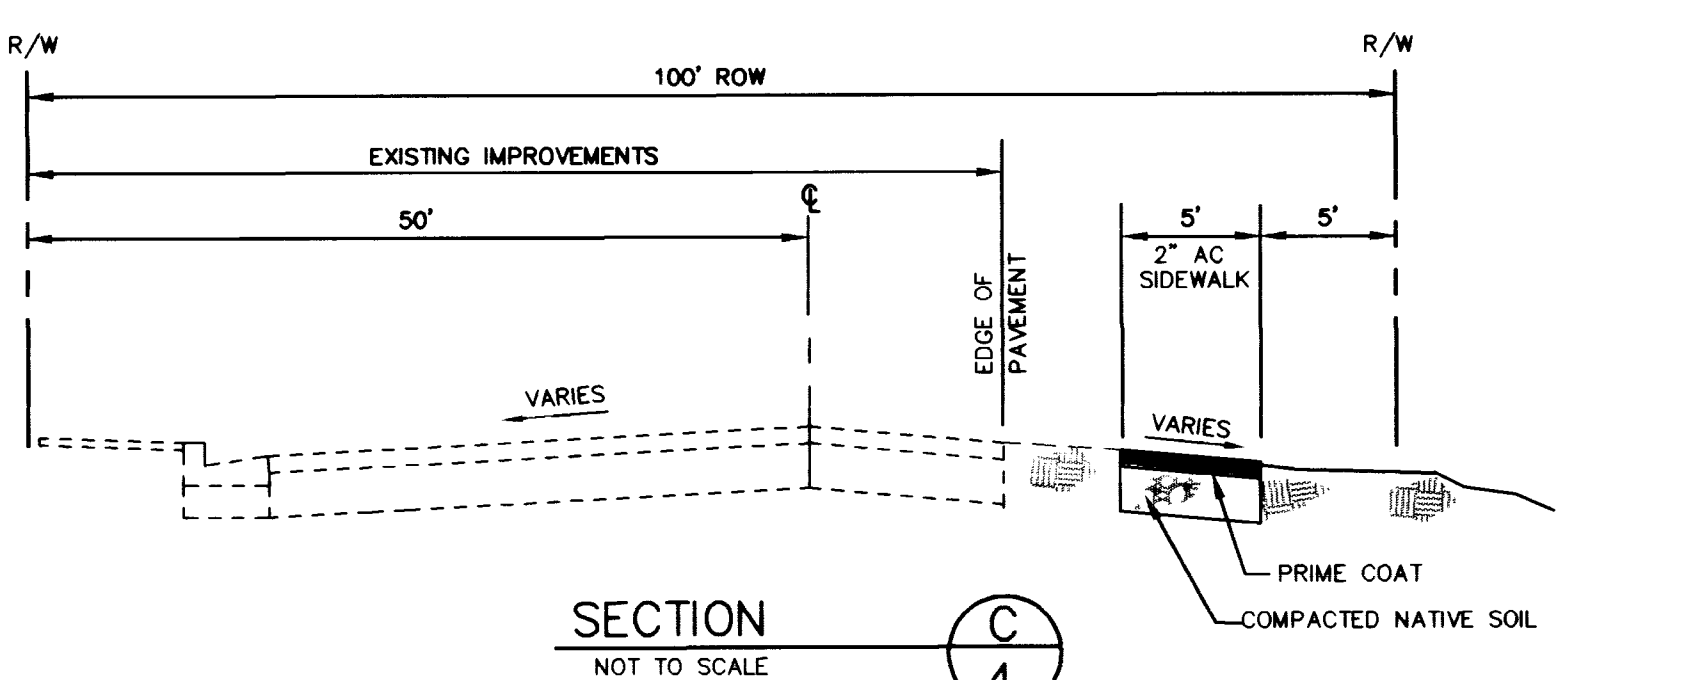 R/W
R/W
100' ROW
EXISTING IMPROVEMENTS
℄
50'
5'
5'
2" AC
SIDEWALK
EDGE OF
PAVEMENT
VARIES
VARIES
PRIME COAT
COMPACTED NATIVE SOIL
SECTION
NOT TO SCALE
C